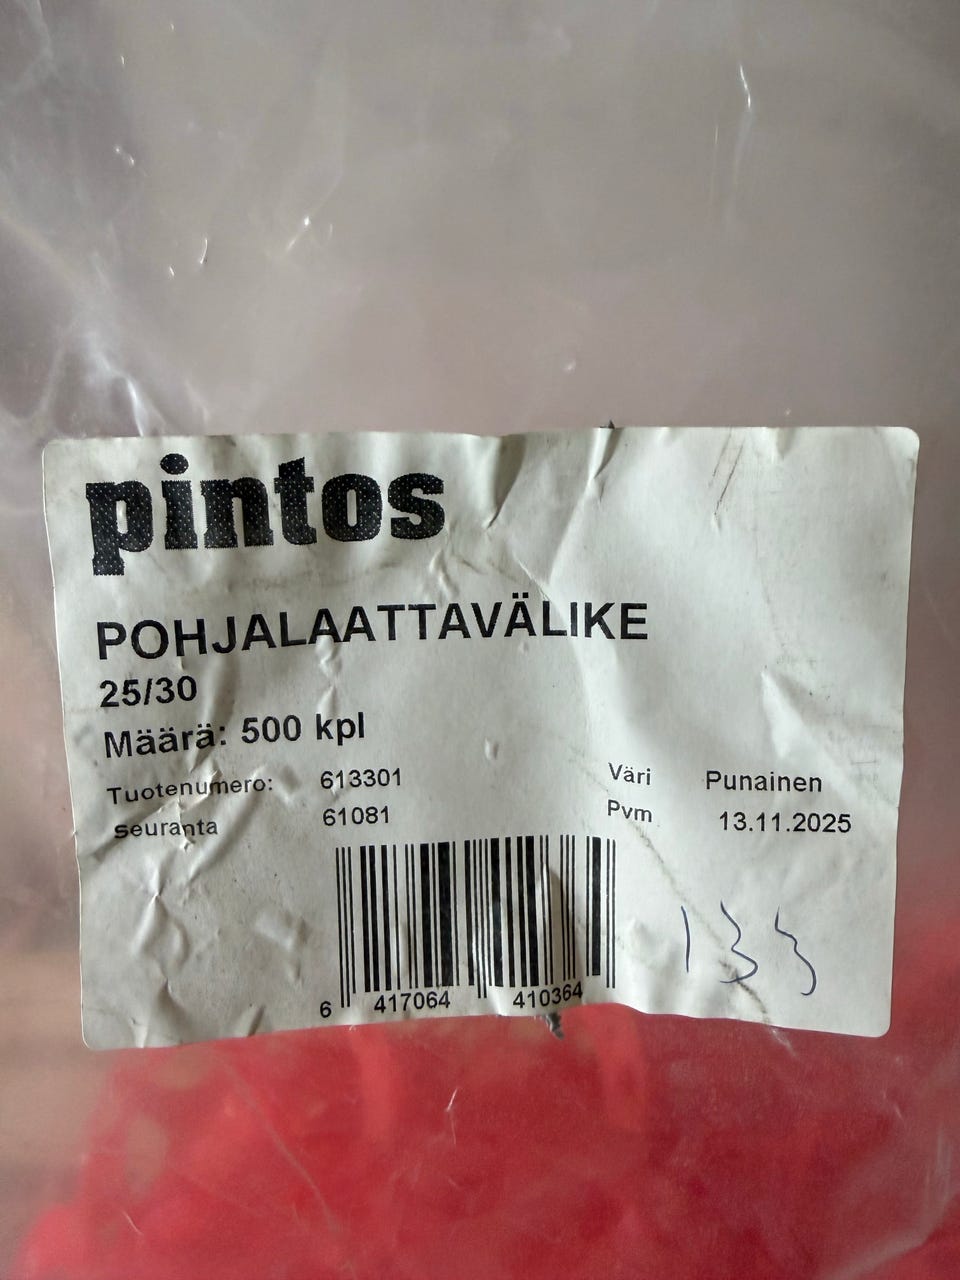 pintos
POHJALAATTAVÄLIKE
25/30
Määrä: 500 kpl
Tuotenumero: 613301 Väri Punainen
seuranta 61081 Pvm 13.11.2025
133
6 417064 410364